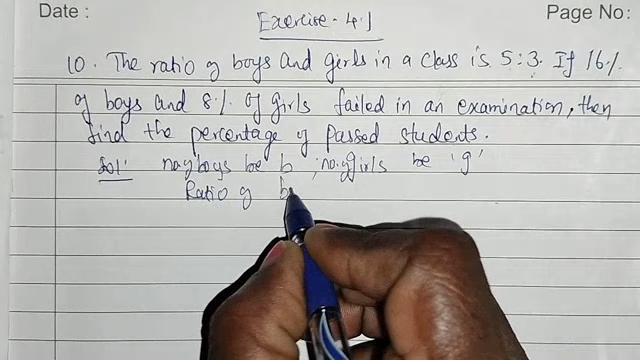 Date :
Page No:
Exercise - 4.1
10. The ratio of boys and girls in a class is 5:3. If 16%
of boys and 8% of girls failed in an examination, then
find the percentage of passed students.
Sol: no.of boys be b ; no.of girls be 'g'
Ratio of b